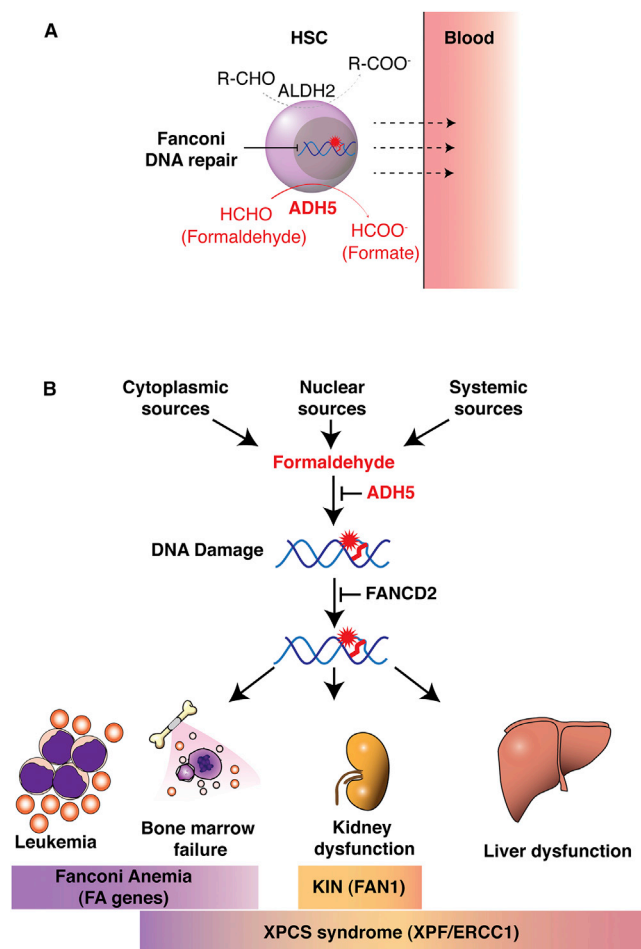 A
HSC
Blood
R-CHO
R-COO⁻
ALDH2
Fanconi
DNA repair
HCHO
(Formaldehyde)
ADH5
HCOO⁻
(Formate)
B
Cytoplasmic
sources
Nuclear
sources
Systemic
sources
Formaldehyde
ADH5
DNA Damage
FANCD2
Leukemia
Bone marrow
failure
Kidney
dysfunction
Liver dysfunction
Fanconi Anemia
(FA genes)
KIN (FAN1)
XPCS syndrome (XPF/ERCC1)